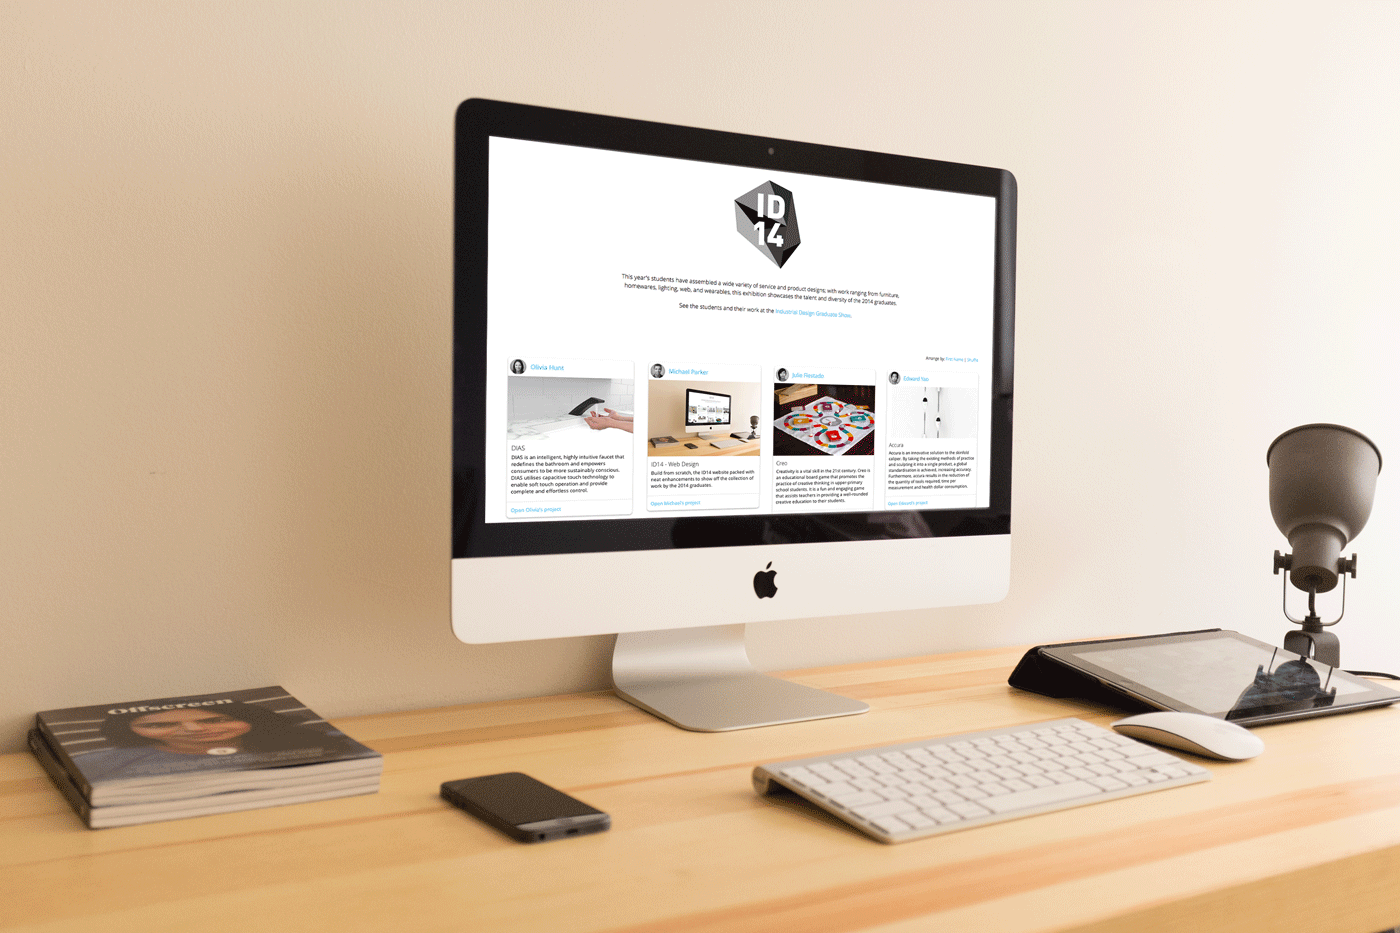 ID
14
This year's students have assembled a wide variety of service and product designs; with work ranging from furniture,
homewares, lighting, web, and wearables, this exhibition showcases the talent and diversity of the 2014 graduates.
See the students and their work at the Industrial Design Graduate Show.
Arrange by: First Name | Shuffle
Olivia Hunt
DIAS
DIAS is an intelligent, highly intuitive faucet that
redefines the bathroom and empowers
consumers to be more sustainably conscious.
DIAS utilises capacitive touch technology to
enable soft touch operation and provide
complete and effortless control.
Open Olivia's project
Michael Parker
ID14 - Web Design
Build from scratch, the ID14 website packed with
neat enhancements to show off the collection of
work by the 2014 graduates.
Open Michael's project
Julie
Creo
Creativity is a vital skill in the 21st century. Creo is
an educational board game that promotes the
practice of creative thinking in upper primary
school students. It is a fun and engaging game
that assists teachers in providing a well-rounded
creative education to their students.
Edward Yao
Accura
Accura is an innovative solution to the skinfold
caliper. By taking the existing methods of practice
and sculpting it into a single product, a global
standardisation is achieved, increasing accuracy.
Furthermore, accura results in the reduction of
the quantity of tools required, time per
measurement and health dollar consumption.
Open Edward's project
Offscreen